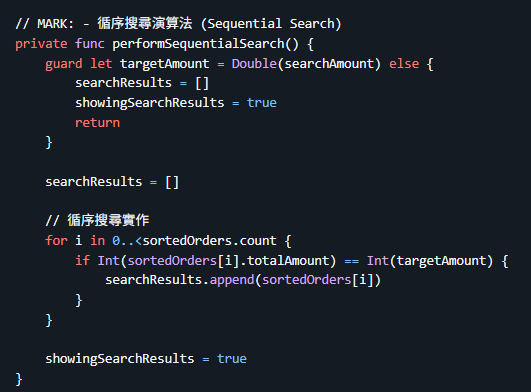 // MARK: - 循序搜尋演算法 (Sequential Search)
private func performSequentialSearch() {
    guard let targetAmount = Double(searchAmount) else {
        searchResults = []
        showingSearchResults = true
        return
    }

    searchResults = []

    // 循序搜尋實作
    for i in 0..<sortedOrders.count {
        if Int(sortedOrders[i].totalAmount) == Int(targetAmount) {
            searchResults.append(sortedOrders[i])
        }
    }

    showingSearchResults = true
}